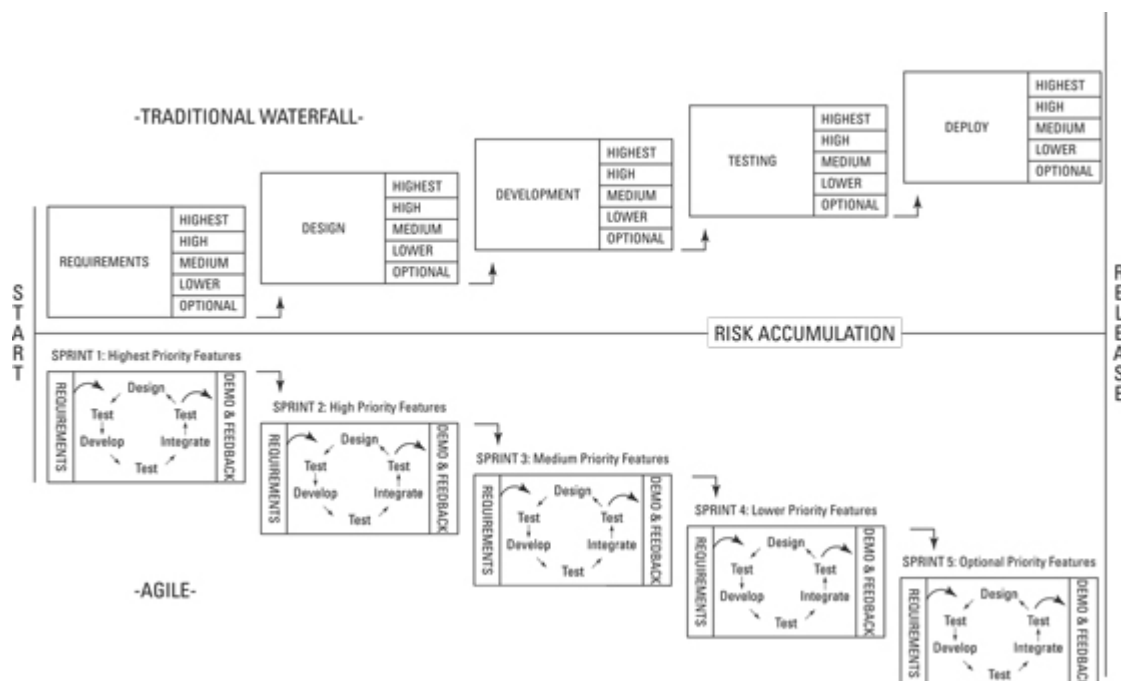 -TRADITIONAL WATERFALL-
REQUIREMENTS
HIGHEST
HIGH
MEDIUM
LOWER
OPTIONAL
DESIGN
HIGHEST
HIGH
MEDIUM
LOWER
OPTIONAL
DEVELOPMENT
HIGHEST
HIGH
MEDIUM
LOWER
OPTIONAL
TESTING
HIGHEST
HIGH
MEDIUM
LOWER
OPTIONAL
DEPLOY
HIGHEST
HIGH
MEDIUM
LOWER
OPTIONAL
START
RISK ACCUMULATION
RELEASE
SPRINT 1: Highest Priority Features
REQUIREMENTS
Design
Test
Develop
Test
Integrate
Test
DEMO & FEEDBACK
SPRINT 2: High Priority Features
REQUIREMENTS
Design
Test
Develop
Test
Integrate
Test
DEMO & FEEDBACK
SPRINT 3: Medium Priority Features
REQUIREMENTS
Design
Test
Develop
Test
Integrate
Test
DEMO & FEEDBACK
SPRINT 4: Lower Priority Features
REQUIREMENTS
Design
Test
Develop
Test
Integrate
Test
DEMO & FEEDBACK
SPRINT 5: Optional Priority Features
REQUIREMENTS
Design
Test
Develop
Test
Integrate
Test
DEMO & FEEDBACK
-AGILE-